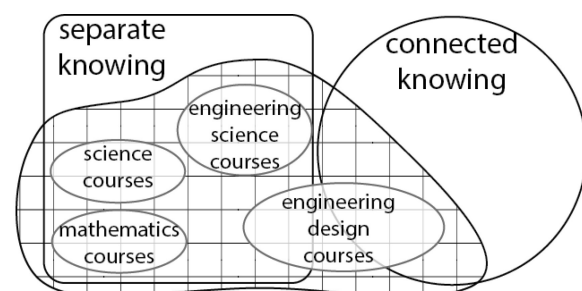 separate
knowing
connected
knowing
engineering
science
courses
science
courses
engineering
design
courses
mathematics
courses